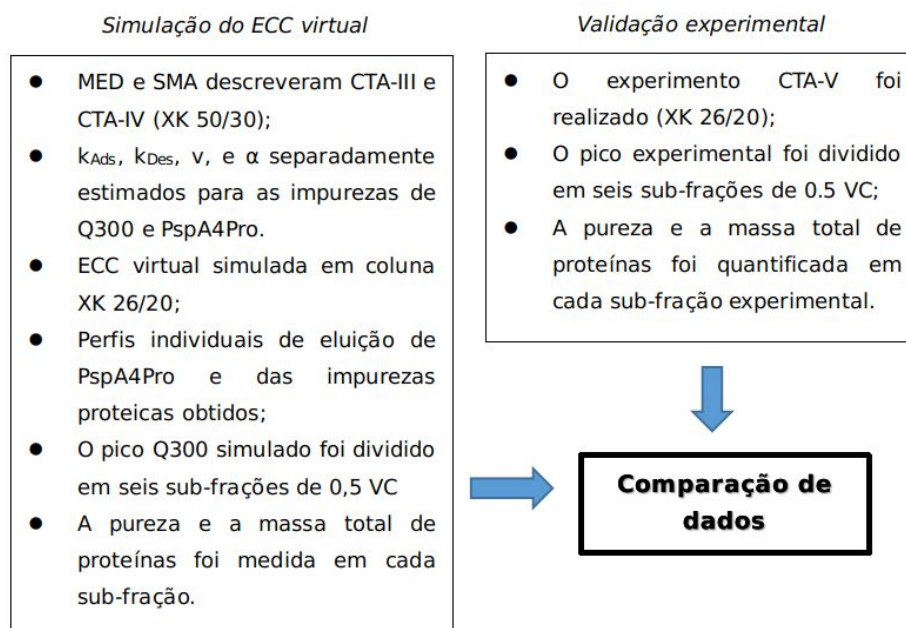 Simulação do ECC virtual
● MED e SMA descreveram CTA-III e
CTA-IV (XK 50/30);
● kAds, kDes, ν, e α separadamente
estimados para as impurezas de
Q300 e PspA4Pro.
● ECC virtual simulada em coluna
XK 26/20;
● Perfis individuais de eluição de
PspA4Pro e das impurezas
proteicas obtidos;
● O pico Q300 simulado foi dividido
em seis sub-frações de 0,5 VC
● A pureza e a massa total de
proteínas foi medida em cada
sub-fração.
Validação experimental
● O experimento CTA-V foi
realizado (XK 26/20);
● O pico experimental foi dividido
em seis sub-frações de 0.5 VC;
● A pureza e a massa total de
proteínas foi quantificada em
cada sub-fração experimental.
Comparação de
dados